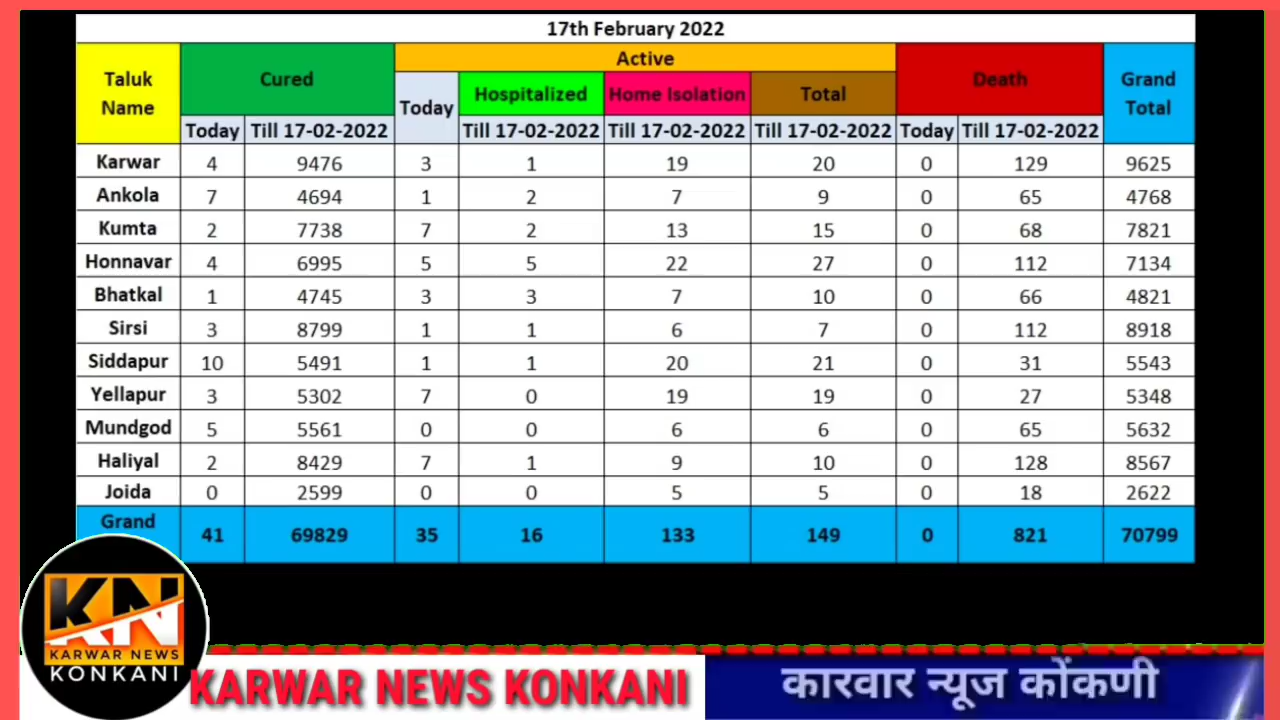 17th February 2022
Taluk Name Cured Active Death Grand Total
Today Hospitalized Home Isolation Total
Today Till 17-02-2022 Till 17-02-2022 Till 17-02-2022 Till 17-02-2022 Today Till 17-02-2022
Karwar 4 9476 3 1 19 20 0 129 9625
Ankola 7 4694 1 2 7 9 0 65 4768
Kumta 2 7738 7 2 13 15 0 68 7821
Honnavar 4 6995 5 5 22 27 0 112 7134
Bhatkal 1 4745 3 3 7 10 0 66 4821
Sirsi 3 8799 1 1 6 7 0 112 8918
Siddapur 10 5491 1 1 20 21 0 31 5543
Yellapur 3 5302 7 0 19 19 0 27 5348
Mundgod 5 5561 0 0 6 6 0 65 5632
Haliyal 2 8429 7 1 9 10 0 128 8567
Joida 0 2599 0 0 5 5 0 18 2622
Grand 41 69829 35 16 133 149 0 821 70799
KN
KARWAR NEWS
KONKANI
KARWAR NEWS KONKANI कारवार न्यूज कोंकणी